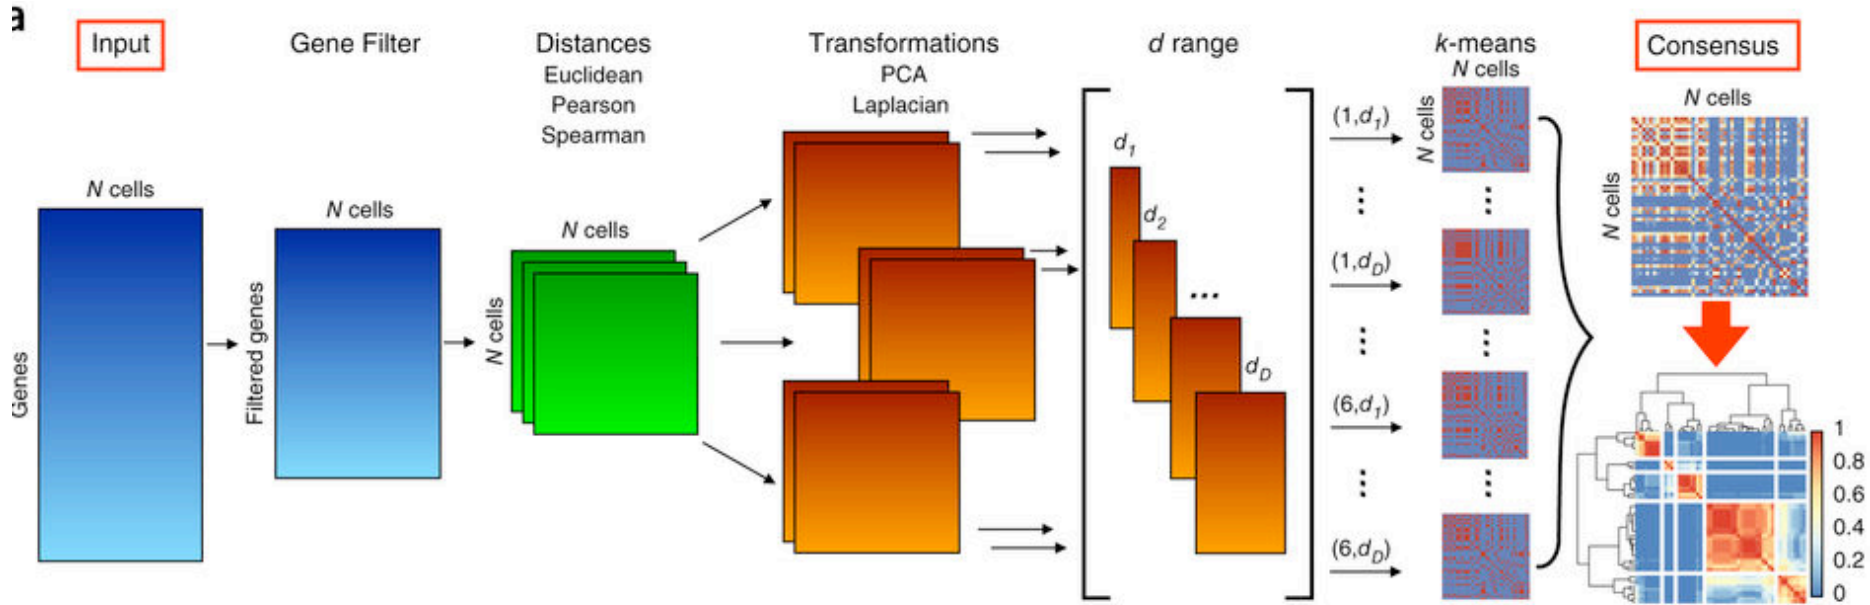 a
Input
Gene Filter
Distances
Euclidean
Pearson
Spearman
Transformations
PCA
Laplacian
d range
k-means
N cells
Consensus
N cells
Genes
N cells
Filtered genes
N cells
N cells
d1
d2
...
dD
(1,d1)
(1,dD)
(6,d1)
(6,dD)
N cells
N cells
N cells
1
0.8
0.6
0.4
0.2
0